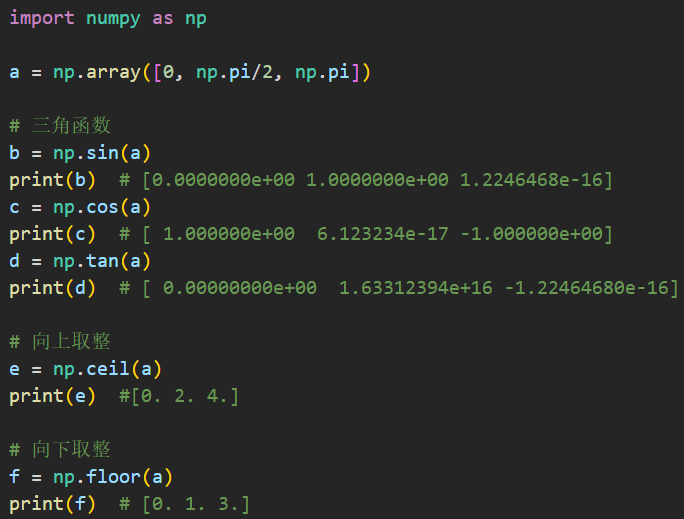 import numpy as np
a = np.array([0, np.pi/2, np.pi])
# 三角函数
b = np.sin(a)
print(b)  # [0.0000000e+00 1.0000000e+00 1.2246468e-16]
c = np.cos(a)
print(c)  # [ 1.000000e+00  6.123234e-17 -1.000000e+00]
d = np.tan(a)
print(d)  # [ 0.00000000e+00  1.63312394e+16 -1.22464680e-16]
# 向上取整
e = np.ceil(a)
print(e)  #[0. 2. 4.]
# 向下取整
f = np.floor(a)
print(f)  # [0. 1. 3.]